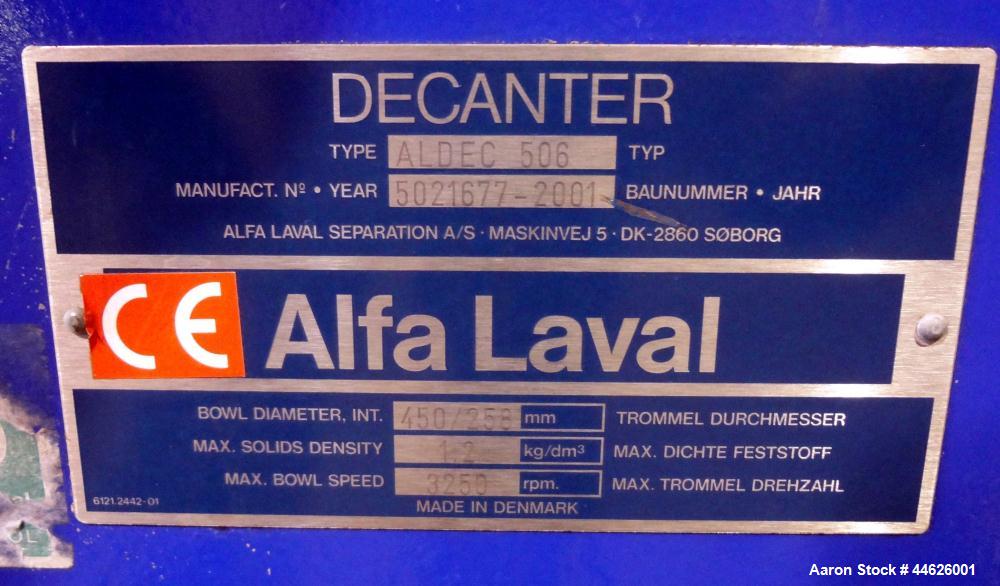 DECANTER
TYPE ALDEC 506 TYP
MANUFACT. Nº • YEAR 5021677-2001 BAUNUMMER • JAHR
ALFA LAVAL SEPARATION A/S · MASKINVEJ 5 · DK-2860 SØBORG
CE Alfa Laval
BOWL DIAMETER, INT. 450/258 mm TROMMEL DURCHMESSER
MAX. SOLIDS DENSITY 1,2 kg/dm³ MAX. DICHTE FESTSTOFF
MAX. BOWL SPEED 3250 rpm. MAX. TROMMEL DREHZAHL
6121.2442-01 MADE IN DENMARK
Aaron Stock # 44626001